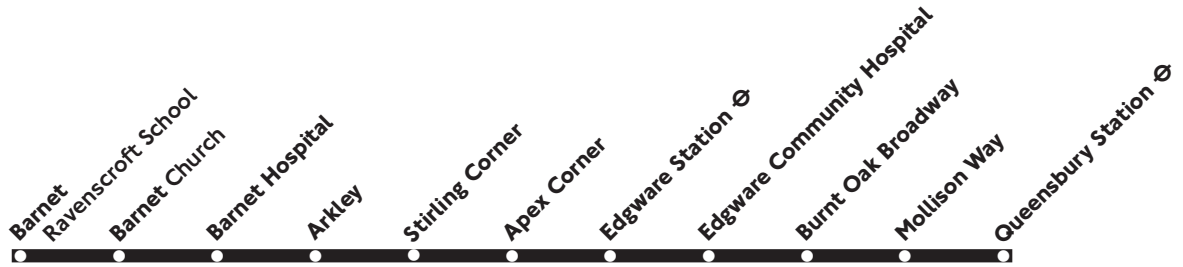 Barnet
Ravenscroft School
Barnet Church
Barnet Hospital
Arkley
Stirling Corner
Apex Corner
Edgware Station
Edgware Community Hospital
Burnt Oak Broadway
Mollison Way
Queensbury Station